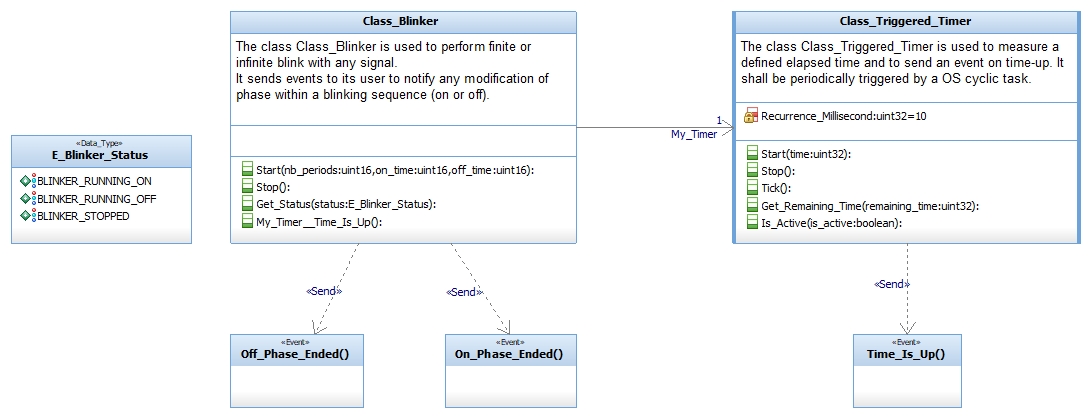 Class_Blinker
The class Class_Blinker is used to perform finite or
infinite blink with any signal.
It sends events to its user to notify any modification of
phase within a blinking sequence (on or off).
Start(nb_periods:uint16,on_time:uint16,off_time:uint16):
Stop():
Get_Status(status:E_Blinker_Status):
My_Timer__Time_Is_Up():
1
My_Timer
Class_Triggered_Timer
The class Class_Triggered_Timer is used to measure a
defined elapsed time and to send an event on time-up. It
shall be periodically triggered by a OS cyclic task.
Recurrence_Millisecond:uint32=10
Start(time:uint32):
Stop():
Tick():
Get_Remaining_Time(remaining_time:uint32):
Is_Active(is_active:boolean):
«Data_Type»
E_Blinker_Status
BLINKER_RUNNING_ON
BLINKER_RUNNING_OFF
BLINKER_STOPPED
«Send»
«Send»
«Send»
«Event»
Off_Phase_Ended()
«Event»
On_Phase_Ended()
«Event»
Time_Is_Up()